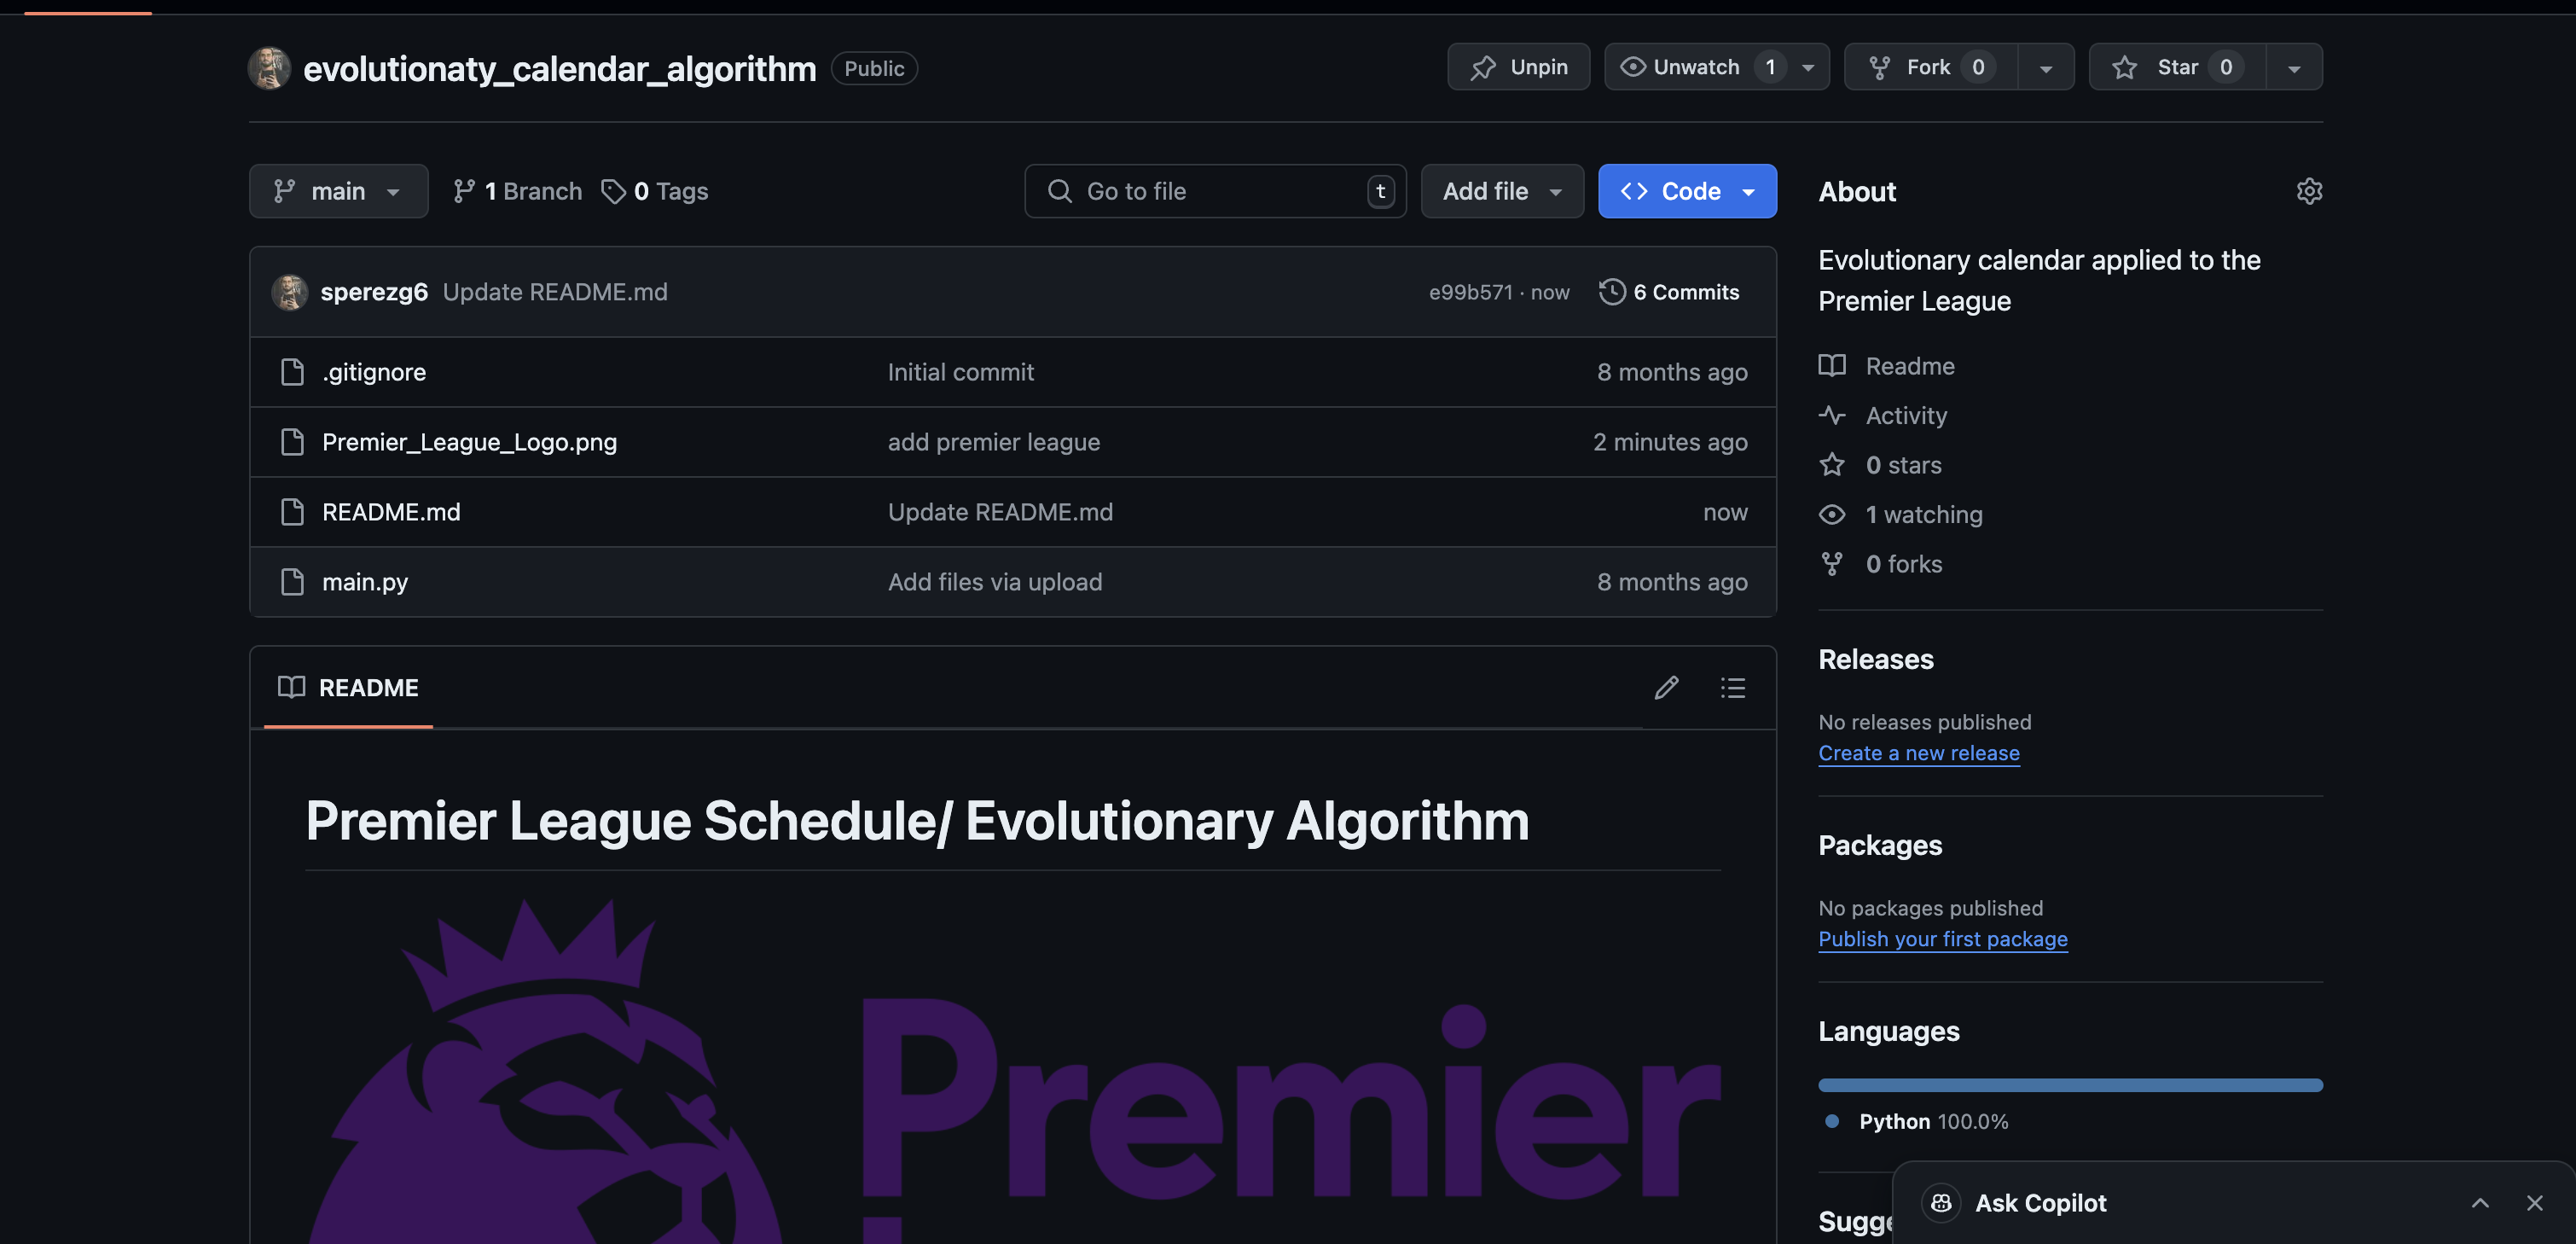 evolutionaty_calendar_algorithm Public Unpin Unwatch 1 Fork 0 Star 0
main 1 Branch 0 Tags Go to file t Add file Code
sperezg6 Update README.md e99b571 · now 6 Commits
.gitignore Initial commit 8 months ago
Premier_League_Logo.png add premier league 2 minutes ago
README.md Update README.md now
main.py Add files via upload 8 months ago
README
Premier League Schedule/ Evolutionary Algorithm
Premier
About
Evolutionary calendar applied to the
Premier League
Readme
Activity
0 stars
1 watching
0 forks
Releases
No releases published
Create a new release
Packages
No packages published
Publish your first package
Languages
Python 100.0%
Ask Copilot